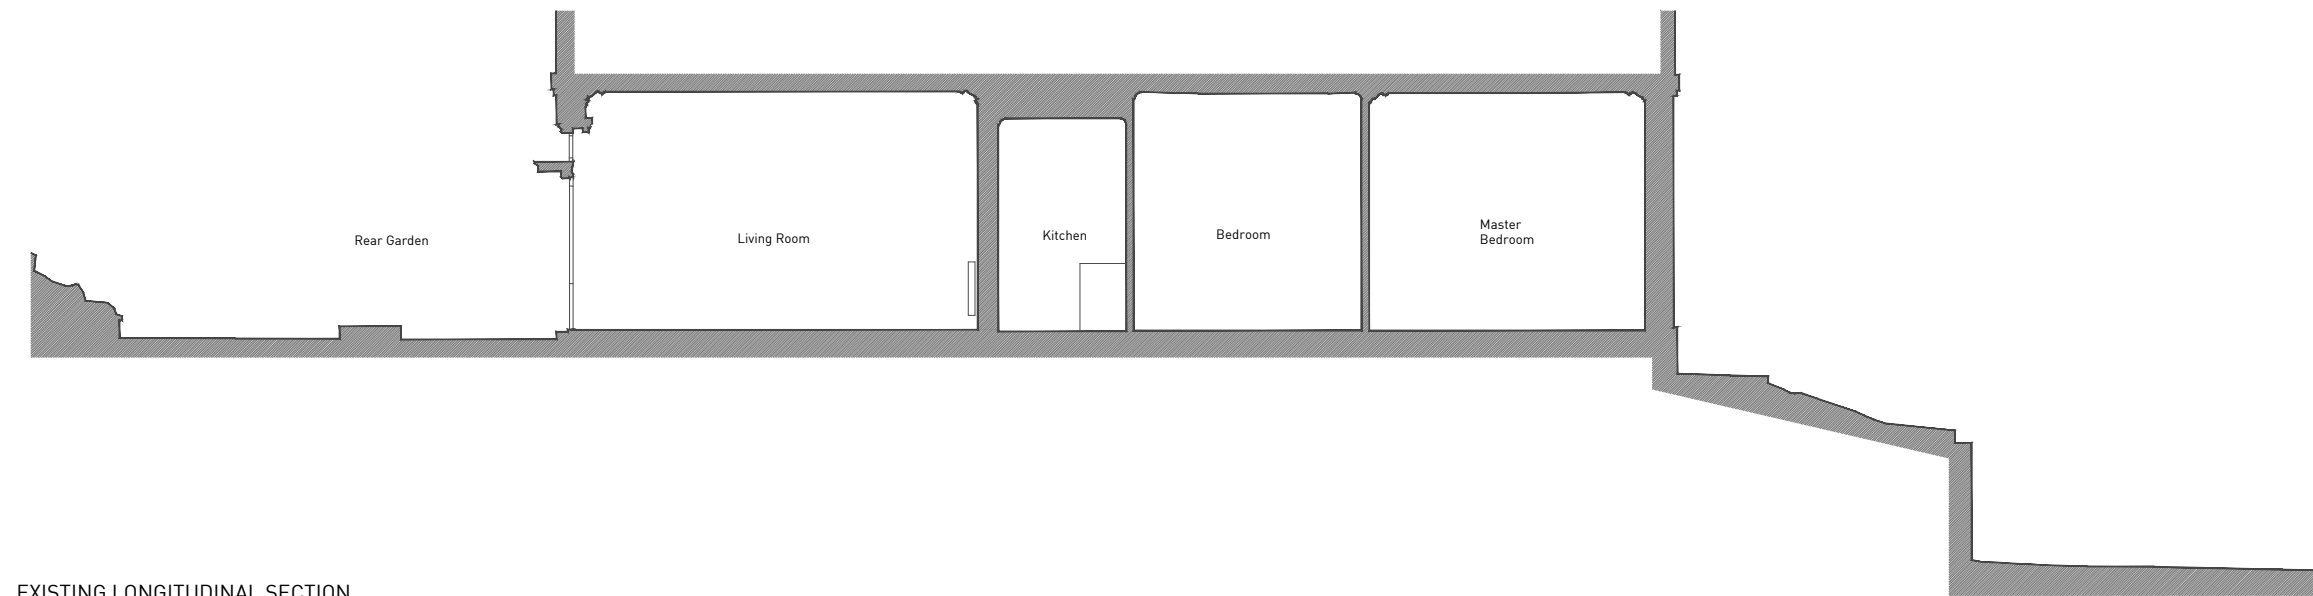 Rear Garden
Living Room
Kitchen
Bedroom
Master
Bedroom
EXISTING LONGITUDINAL SECTION